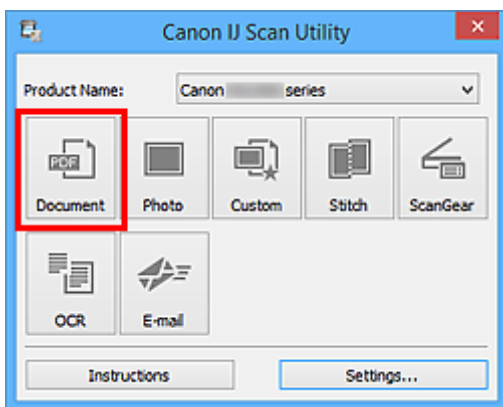 Canon IJ Scan Utility
Product Name: Canon series
PDF
Document Photo Custom Stitch ScanGear
OCR E-mail
Instructions Settings...